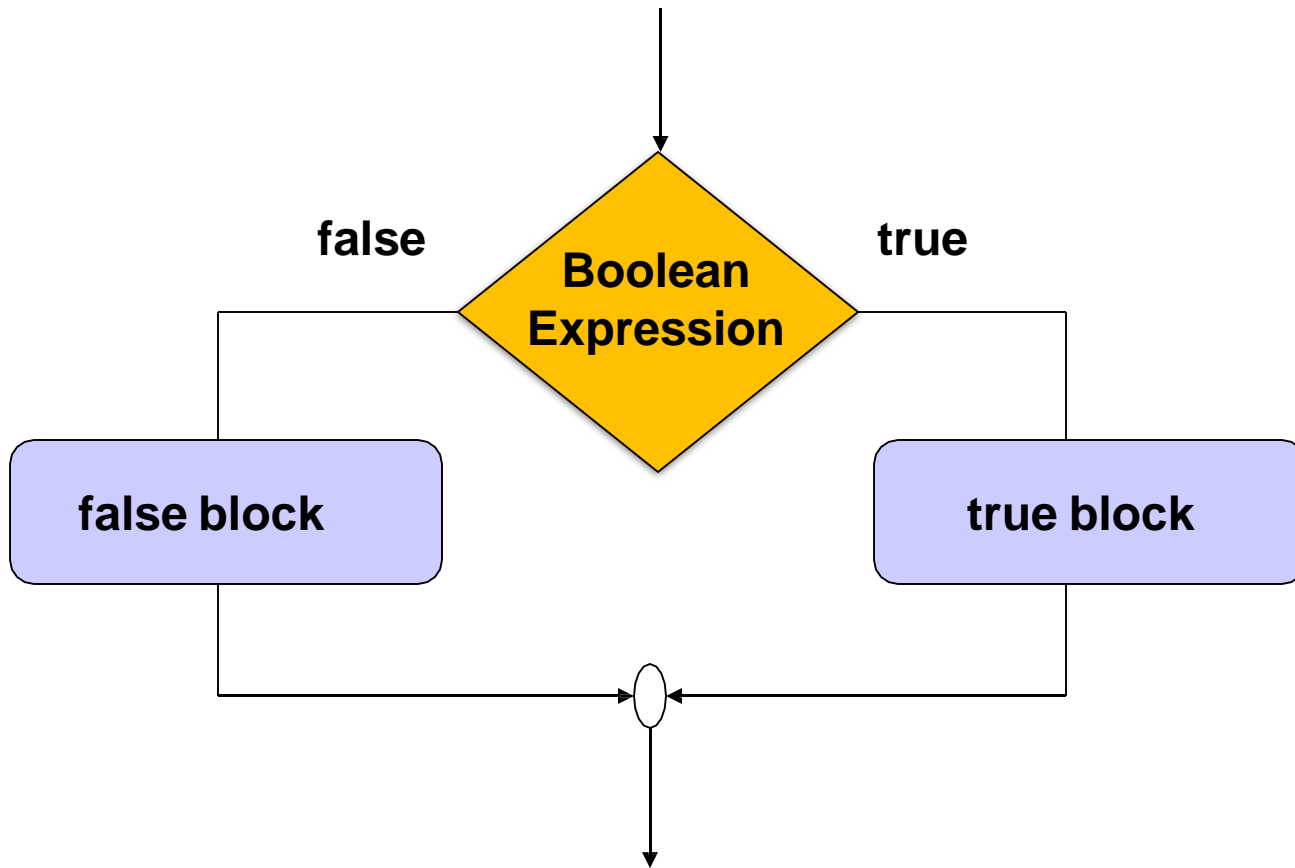 false
true
Boolean
Expression
false block
true block